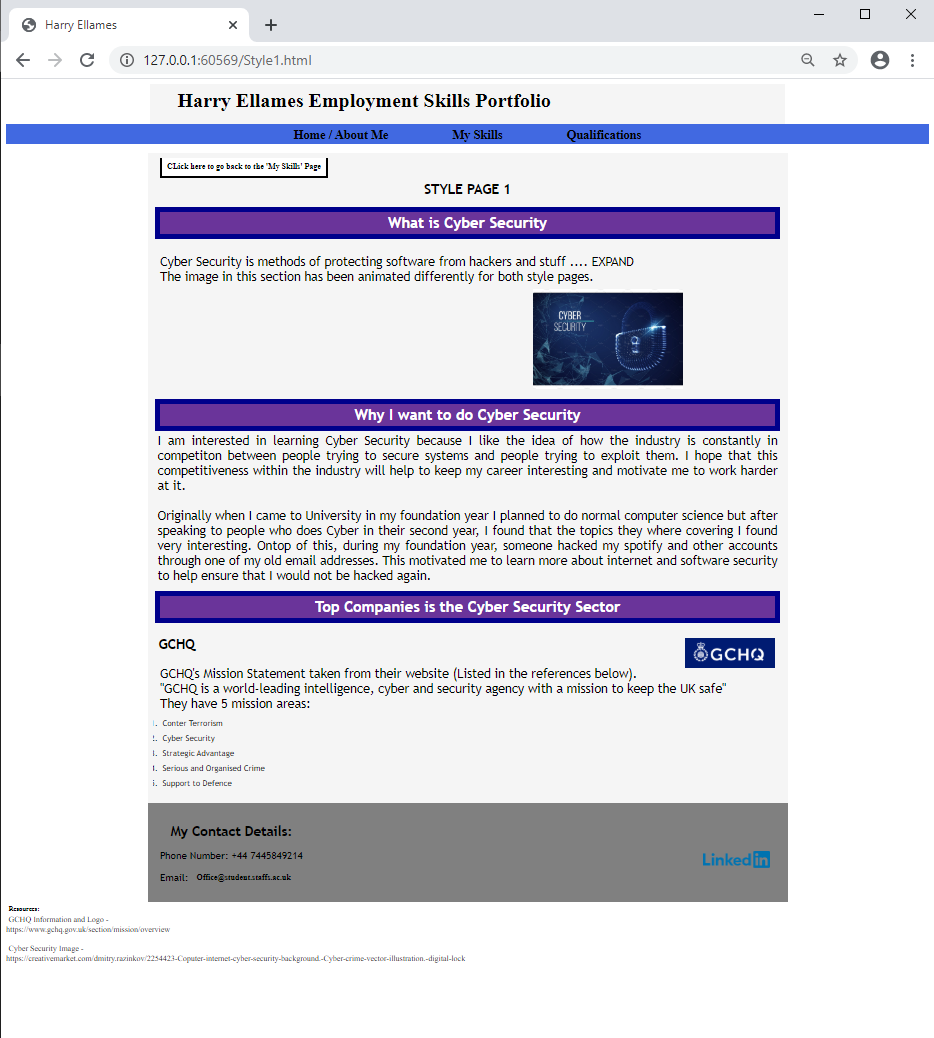 Harry Ellames
127.0.0.1:60569/Style1.html
Harry Ellames Employment Skills Portfolio
Home / About Me My Skills Qualifications
CLick here to go back to the 'My Skills' Page
STYLE PAGE 1
What is Cyber Security
Cyber Security is methods of protecting software from hackers and stuff .... EXPAND
The image in this section has been animated differently for both style pages.
CYBER
SECURITY
Why I want to do Cyber Security
I am interested in learning Cyber Security because I like the idea of how the industry is constantly in
competiton between people trying to secure systems and people trying to exploit them. I hope that this
competitiveness within the industry will help to keep my career interesting and motivate me to work harder
at it.
Originally when I came to University in my foundation year I planned to do normal computer science but after
speaking to people who does Cyber in their second year, I found that the topics they where covering I found
very interesting. Ontop of this, during my foundation year, someone hacked my spotify and other accounts
through one of my old email addresses. This motivated me to learn more about internet and software security
to help ensure that I would not be hacked again.
Top Companies is the Cyber Security Sector
GCHQ
GCHQ
GCHQ's Mission Statement taken from their website (Listed in the references below).
"GCHQ is a world-leading intelligence, cyber and security agency with a mission to keep the UK safe"
They have 5 mission areas:
1. Conter Terrorism
2. Cyber Security
3. Strategic Advantage
4. Serious and Organised Crime
5. Support to Defence
My Contact Details:
Phone Number: +44 7445849214
Linked in
Email: Office@student.staffs.ac.uk
Resources:
GCHQ Information and Logo -
https://www.gchq.gov.uk/section/mission/overview
Cyber Security Image -
https://creativemarket.com/dmitry.razinkov/2254423-Coputer-internet-cyber-security-background.-Cyber-crime-vector-illustration.-digital-lock